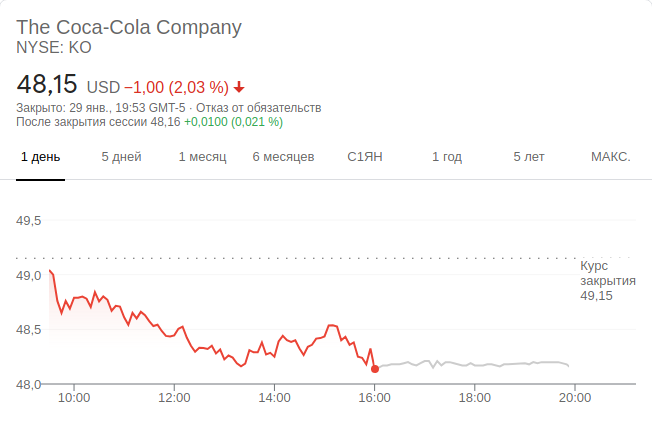 The Coca-Cola Company
NYSE: KO
48,15 USD −1,00 (2,03 %)
Закрыто: 29 янв., 19:53 GMT-5 · Отказ от обязательств
После закрытия сессии 48,16 +0,0100 (0,021 %)
1 день 5 дней 1 месяц 6 месяцев С1ЯН 1 год 5 лет МАКС.
49,5
49,0
48,5
48,0
Курс
закрытия
49,15
10:00 12:00 14:00 16:00 18:00 20:00